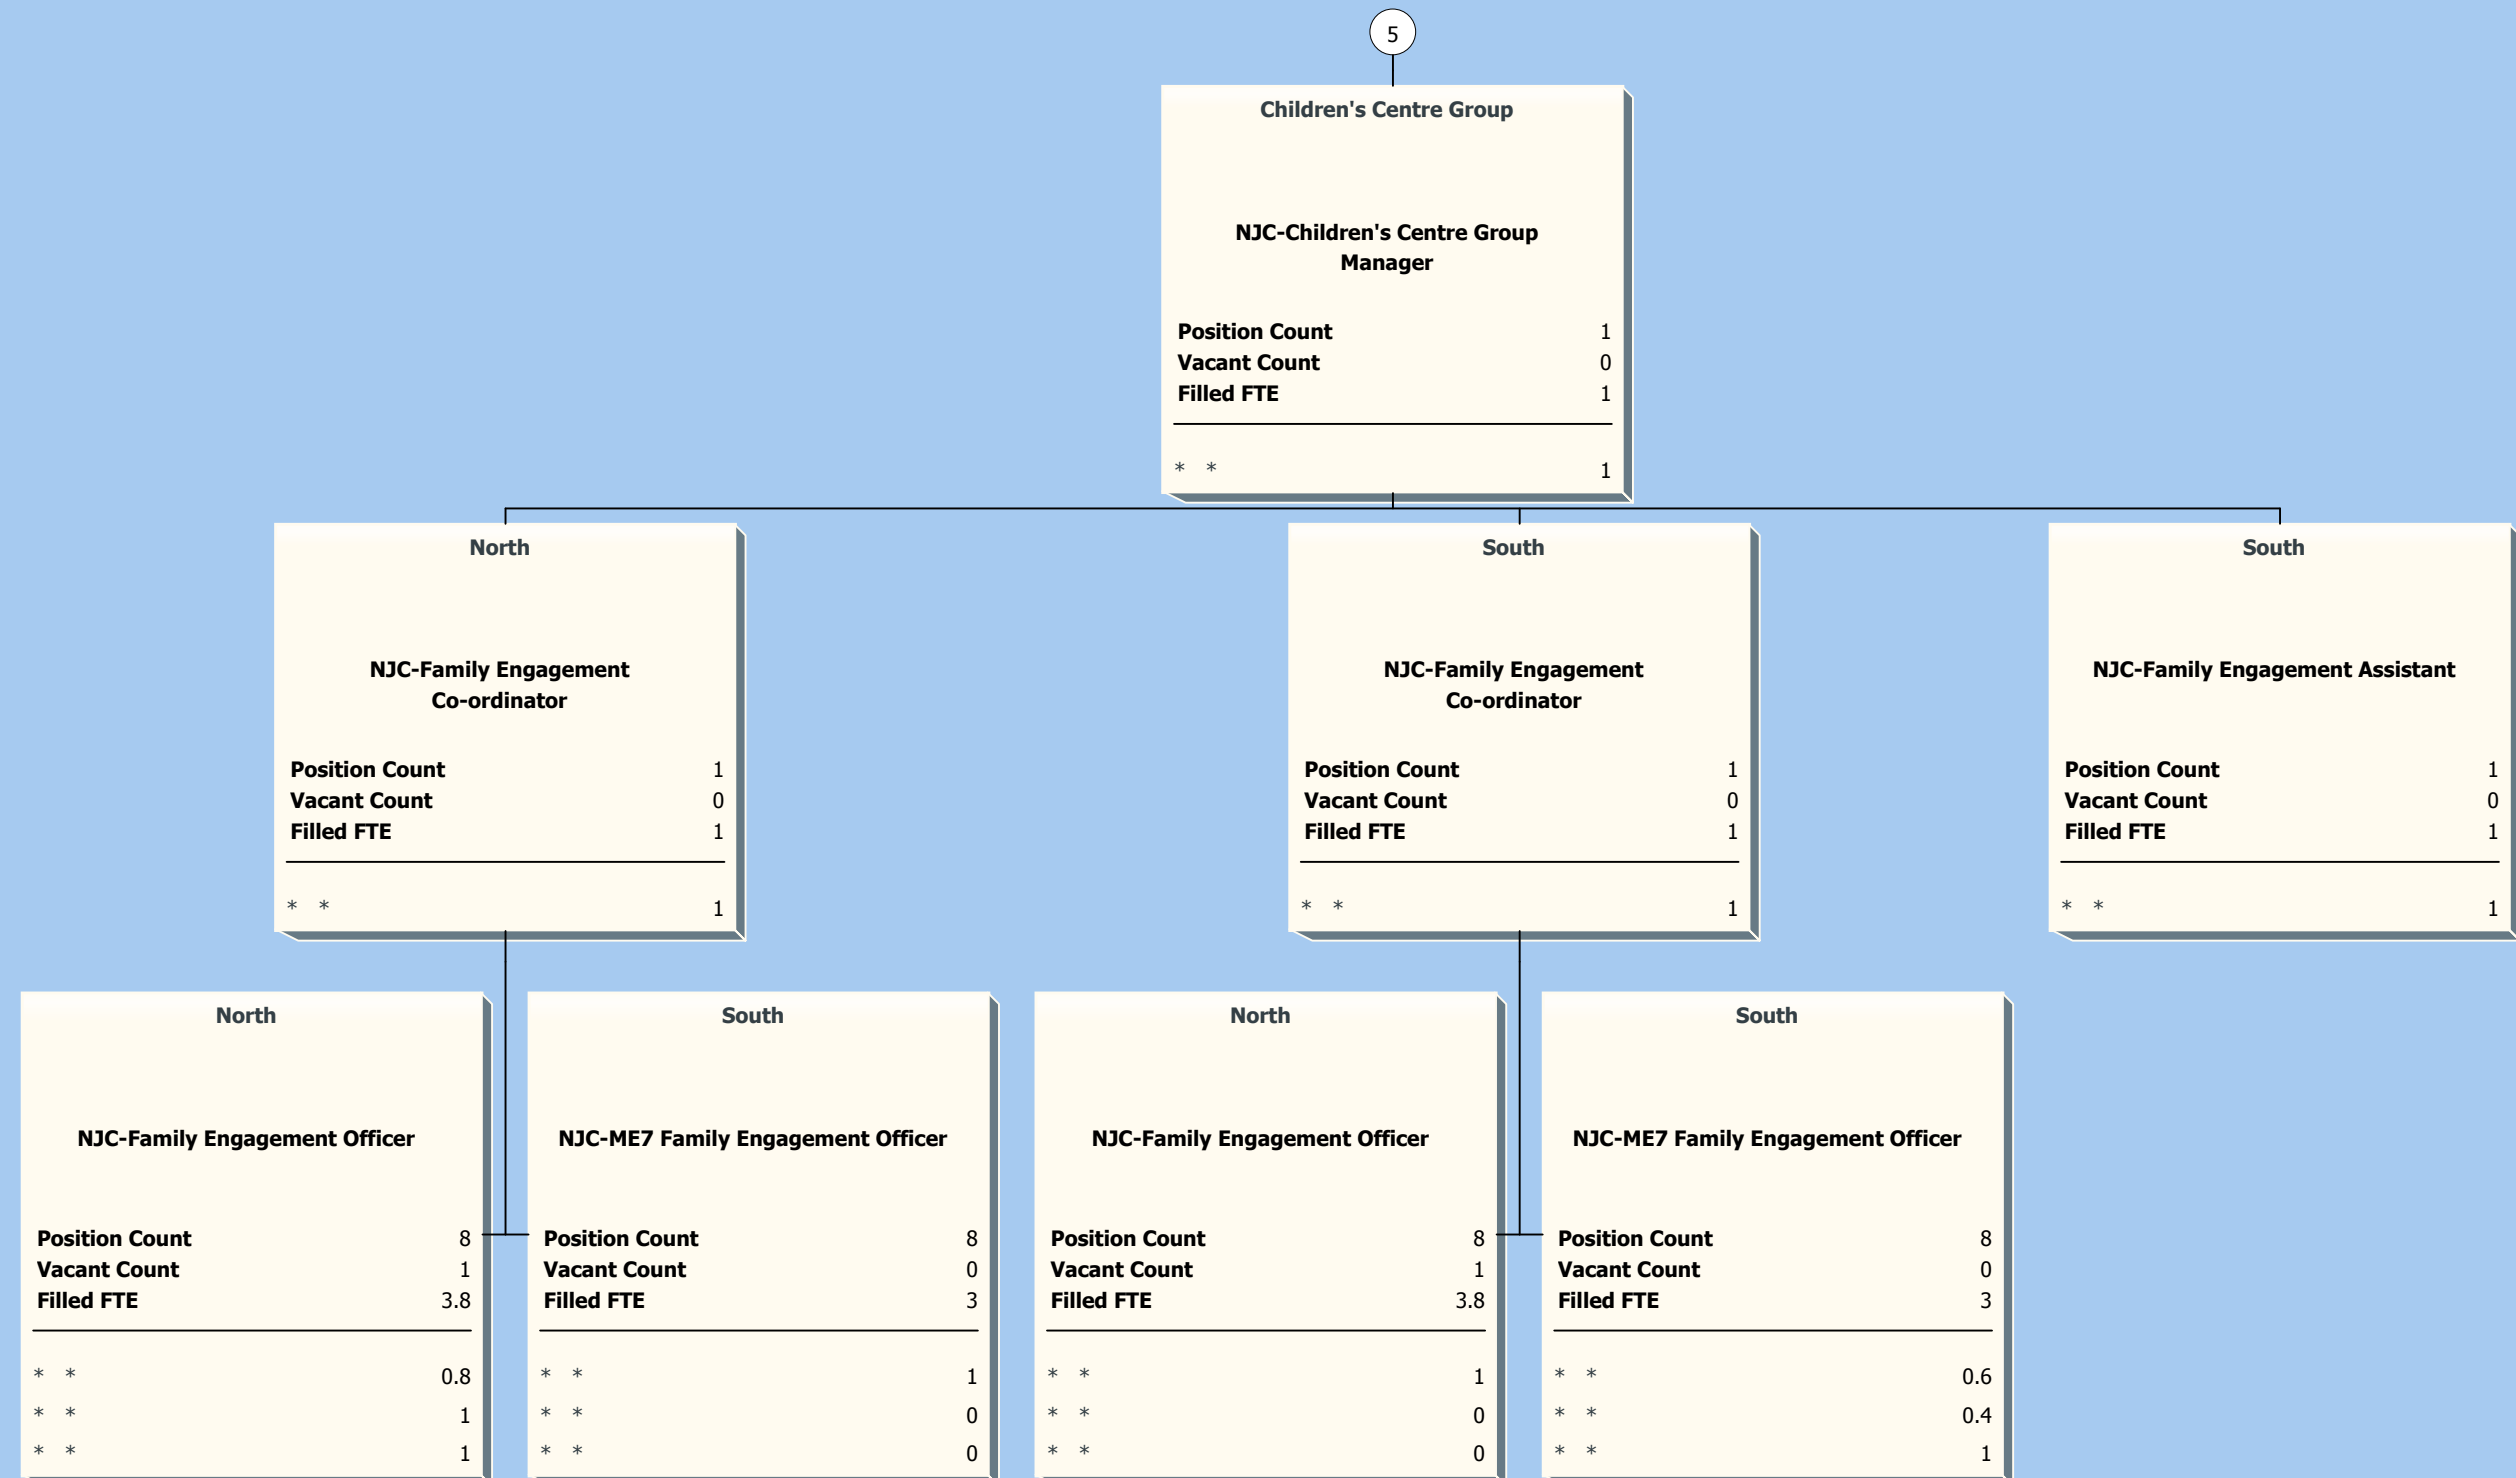 5
Children's Centre Group
NJC-Children's Centre Group
Manager
Position Count 1
Vacant Count 0
Filled FTE 1
* * 1
North
NJC-Family Engagement
Co-ordinator
Position Count 1
Vacant Count 0
Filled FTE 1
* * 1
South
NJC-Family Engagement
Co-ordinator
Position Count 1
Vacant Count 0
Filled FTE 1
* * 1
South
NJC-Family Engagement Assistant
Position Count 1
Vacant Count 0
Filled FTE 1
* * 1
North
NJC-Family Engagement Officer
Position Count 8
Vacant Count 1
Filled FTE 3.8
* * 0.8
* * 1
* * 1
South
NJC-ME7 Family Engagement Officer
Position Count 8
Vacant Count 0
Filled FTE 3
* * 1
* * 0
* * 0
North
NJC-Family Engagement Officer
Position Count 8
Vacant Count 1
Filled FTE 3.8
* * 1
* * 0
* * 0
South
NJC-ME7 Family Engagement Officer
Position Count 8
Vacant Count 0
Filled FTE 3
* * 0.6
* * 0.4
* * 1